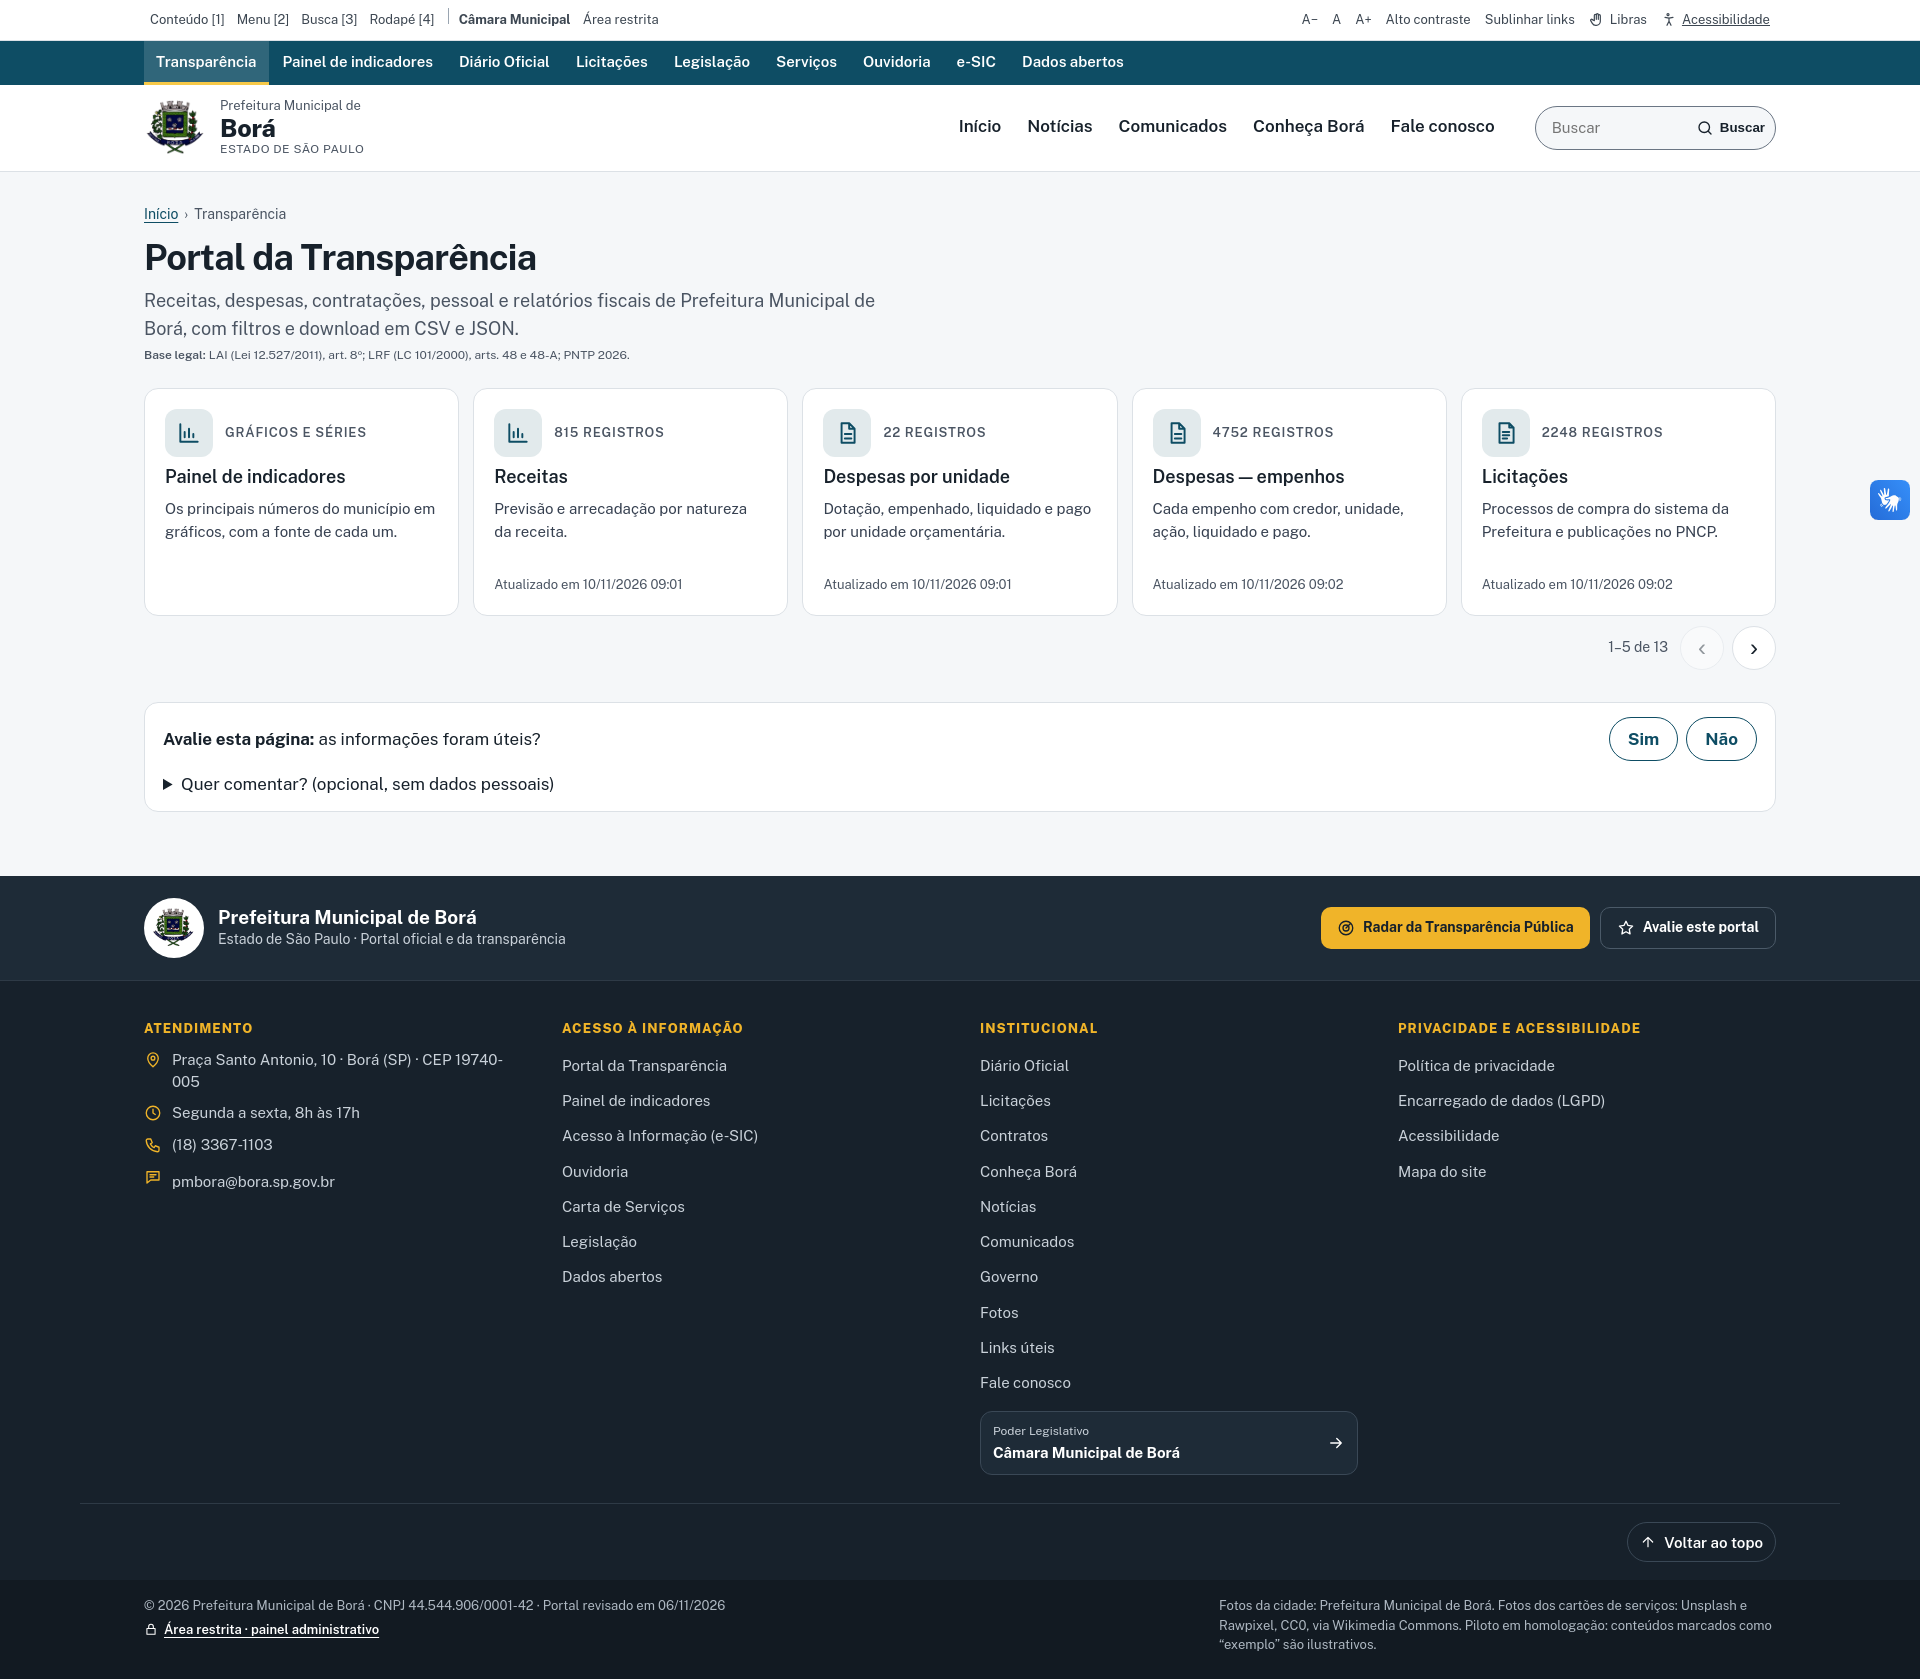 Conteúdo [1] Menu [2] Busca [3] Rodapé [4] Câmara Municipal Área restrita A− A A+ Alto contraste Sublinhar links Libras Acessibilidade
Transparência Painel de indicadores Diário Oficial Licitações Legislação Serviços Ouvidoria e-SIC Dados abertos
Prefeitura Municipal de
Borá
ESTADO DE SÃO PAULO
Início Notícias Comunicados Conheça Borá Fale conosco Buscar Buscar
Início › Transparência
Portal da Transparência
Receitas, despesas, contratações, pessoal e relatórios fiscais de Prefeitura Municipal de
Borá, com filtros e download em CSV e JSON.
Base legal: LAI (Lei 12.527/2011), art. 8º; LRF (LC 101/2000), arts. 48 e 48-A; PNTP 2026.
GRÁFICOS E SÉRIES
Painel de indicadores
Os principais números do município em
gráficos, com a fonte de cada um.
815 REGISTROS
Receitas
Previsão e arrecadação por natureza
da receita.
Atualizado em 10/11/2026 09:01
22 REGISTROS
Despesas por unidade
Dotação, empenhado, liquidado e pago
por unidade orçamentária.
Atualizado em 10/11/2026 09:01
4752 REGISTROS
Despesas — empenhos
Cada empenho com credor, unidade,
ação, liquidado e pago.
Atualizado em 10/11/2026 09:02
2248 REGISTROS
Licitações
Processos de compra do sistema da
Prefeitura e publicações no PNCP.
Atualizado em 10/11/2026 09:02
1–5 de 13 ‹ ›
Avalie esta página: as informações foram úteis? Sim Não
Quer comentar? (opcional, sem dados pessoais)
Prefeitura Municipal de Borá
Estado de São Paulo · Portal oficial e da transparência
Radar da Transparência Pública Avalie este portal
ATENDIMENTO
Praça Santo Antonio, 10 · Borá (SP) · CEP 19740-
005
Segunda a sexta, 8h às 17h
(18) 3367-1103
pmbora@bora.sp.gov.br
ACESSO À INFORMAÇÃO
Portal da Transparência
Painel de indicadores
Acesso à Informação (e-SIC)
Ouvidoria
Carta de Serviços
Legislação
Dados abertos
INSTITUCIONAL
Diário Oficial
Licitações
Contratos
Conheça Borá
Notícias
Comunicados
Governo
Fotos
Links úteis
Fale conosco
Poder Legislativo
Câmara Municipal de Borá
PRIVACIDADE E ACESSIBILIDADE
Política de privacidade
Encarregado de dados (LGPD)
Acessibilidade
Mapa do site
Voltar ao topo
© 2026 Prefeitura Municipal de Borá · CNPJ 44.544.906/0001-42 · Portal revisado em 06/11/2026
Área restrita · painel administrativo
Fotos da cidade: Prefeitura Municipal de Borá. Fotos dos cartões de serviços: Unsplash e
Rawpixel, CC0, via Wikimedia Commons. Piloto em homologação: conteúdos marcados como
“exemplo” são ilustrativos.